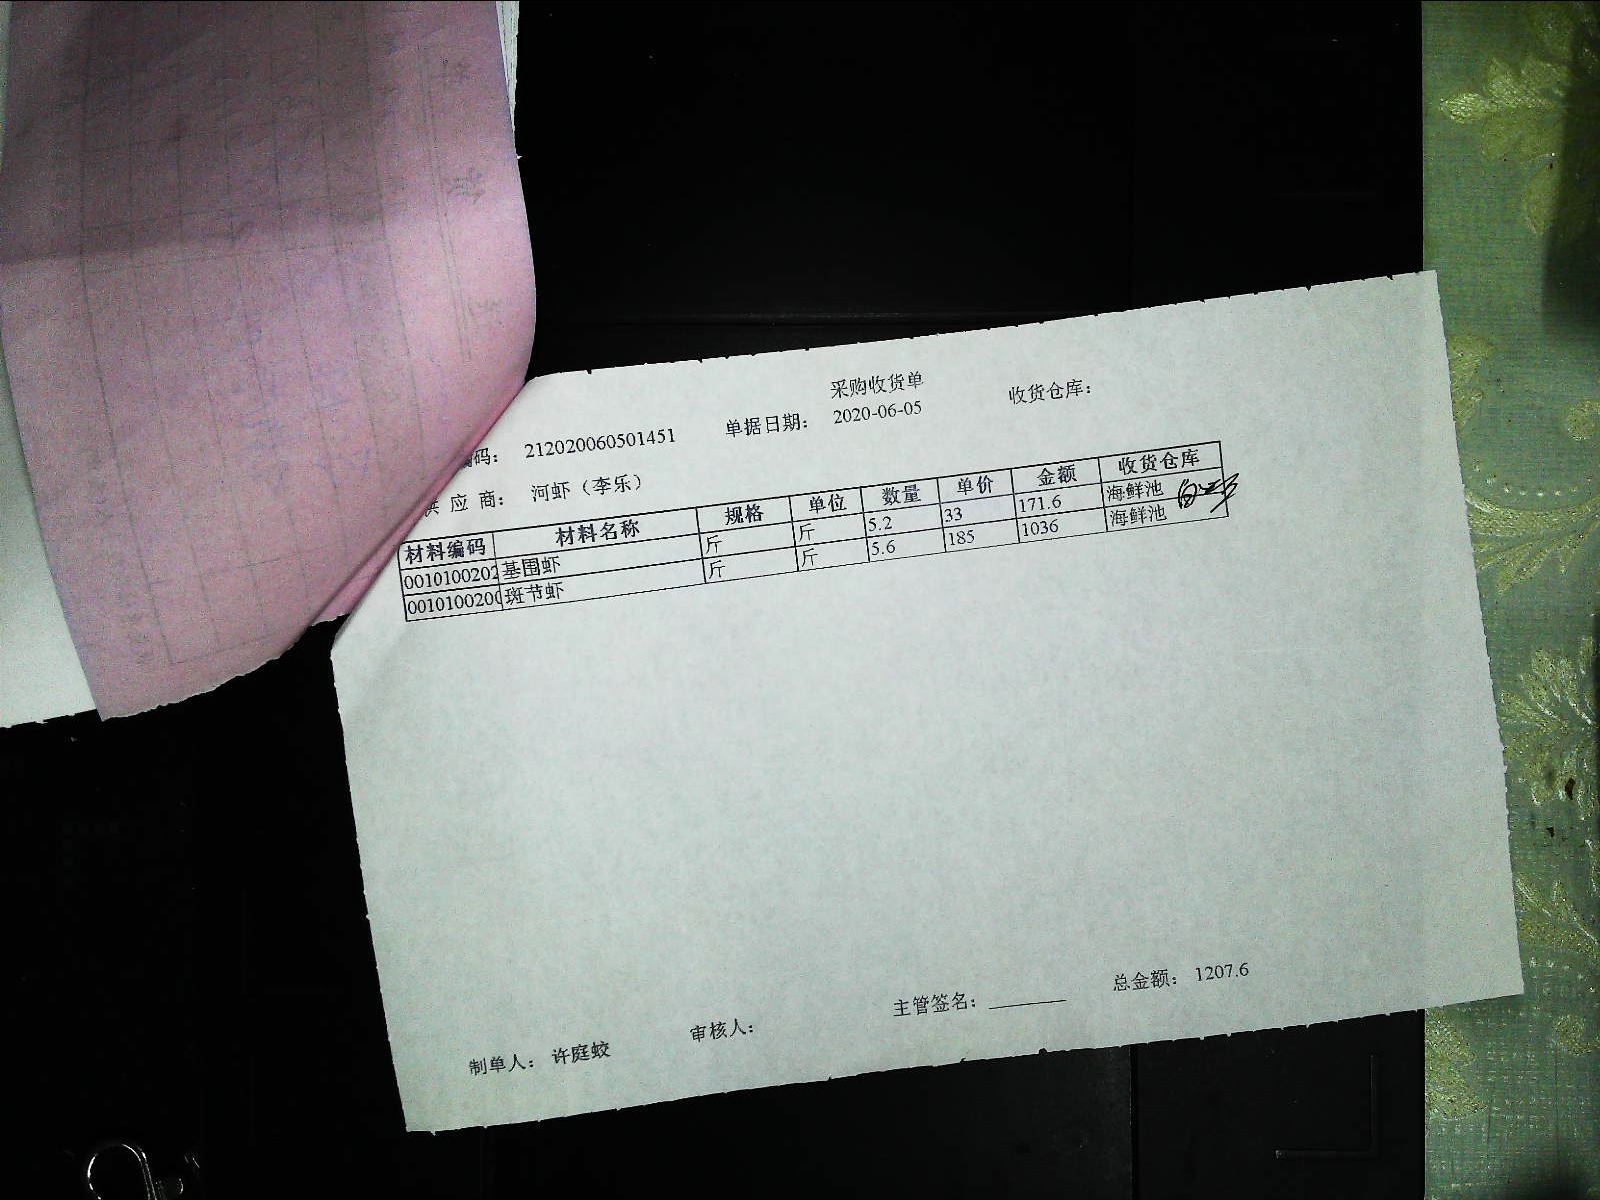 采购收货单
码: 212020060501451 单据日期: 2020-06-05 收货仓库:
供应商: 河虾（李乐）
材料编码 材料名称 规格 单位 数量 单价 金额 收货仓库
0010100202 基围虾 斤 斤 5.2 33 171.6 海鲜池
001010020 斑节虾 斤 斤 5.6 185 1036 海鲜池
总金额: 1207.6
制单人: 许庭蛟 审核人: 主管签名: